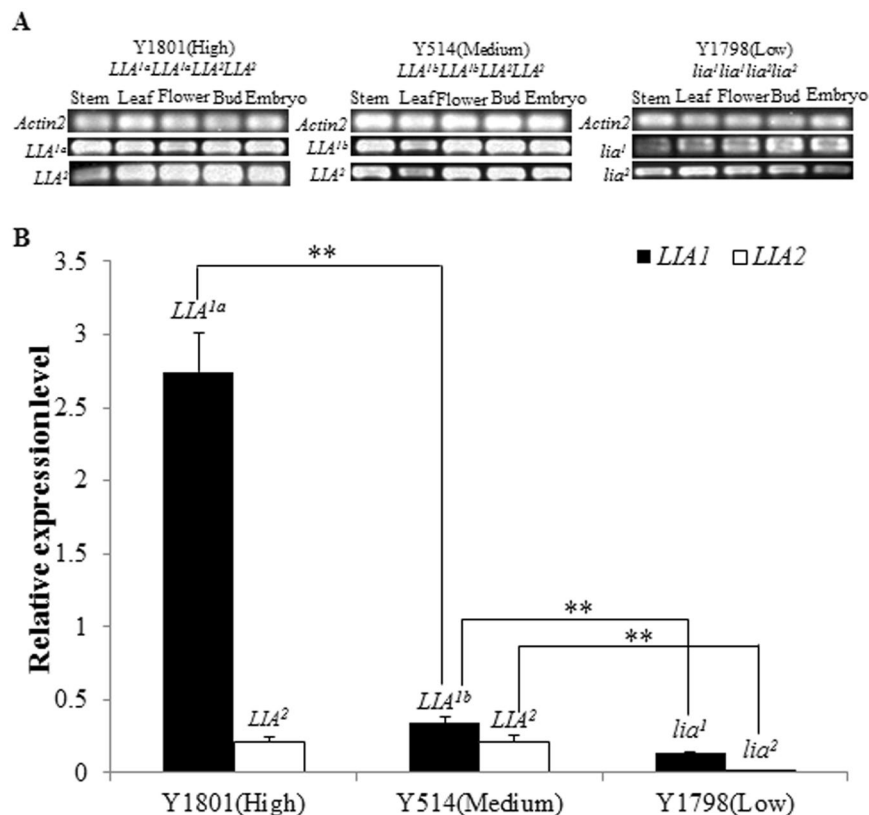 A
Y1801(High)
LIA¹ᵃLIA¹ᵃLIA²LIA²
Stem Leaf Flower Bud Embryo
Actin2
LIA¹ᵃ
LIA²
Y514(Medium)
LIA¹ᵇLIA¹ᵇLIA²LIA²
Stem Leaf Flower Bud Embryo
Actin2
LIA¹ᵇ
LIA²
Y1798(Low)
lia¹lia¹lia²lia²
Stem Leaf Flower Bud Embryo
Actin2
lia¹
lia²
B
Relative expression level
3.5
3
2.5
2
1.5
1
0.5
0
**
LIA1 LIA2
LIA¹ᵃ
LIA²
**
**
LIA¹ᵇ
LIA²
lia¹
lia²
Y1801(High) Y514(Medium) Y1798(Low)